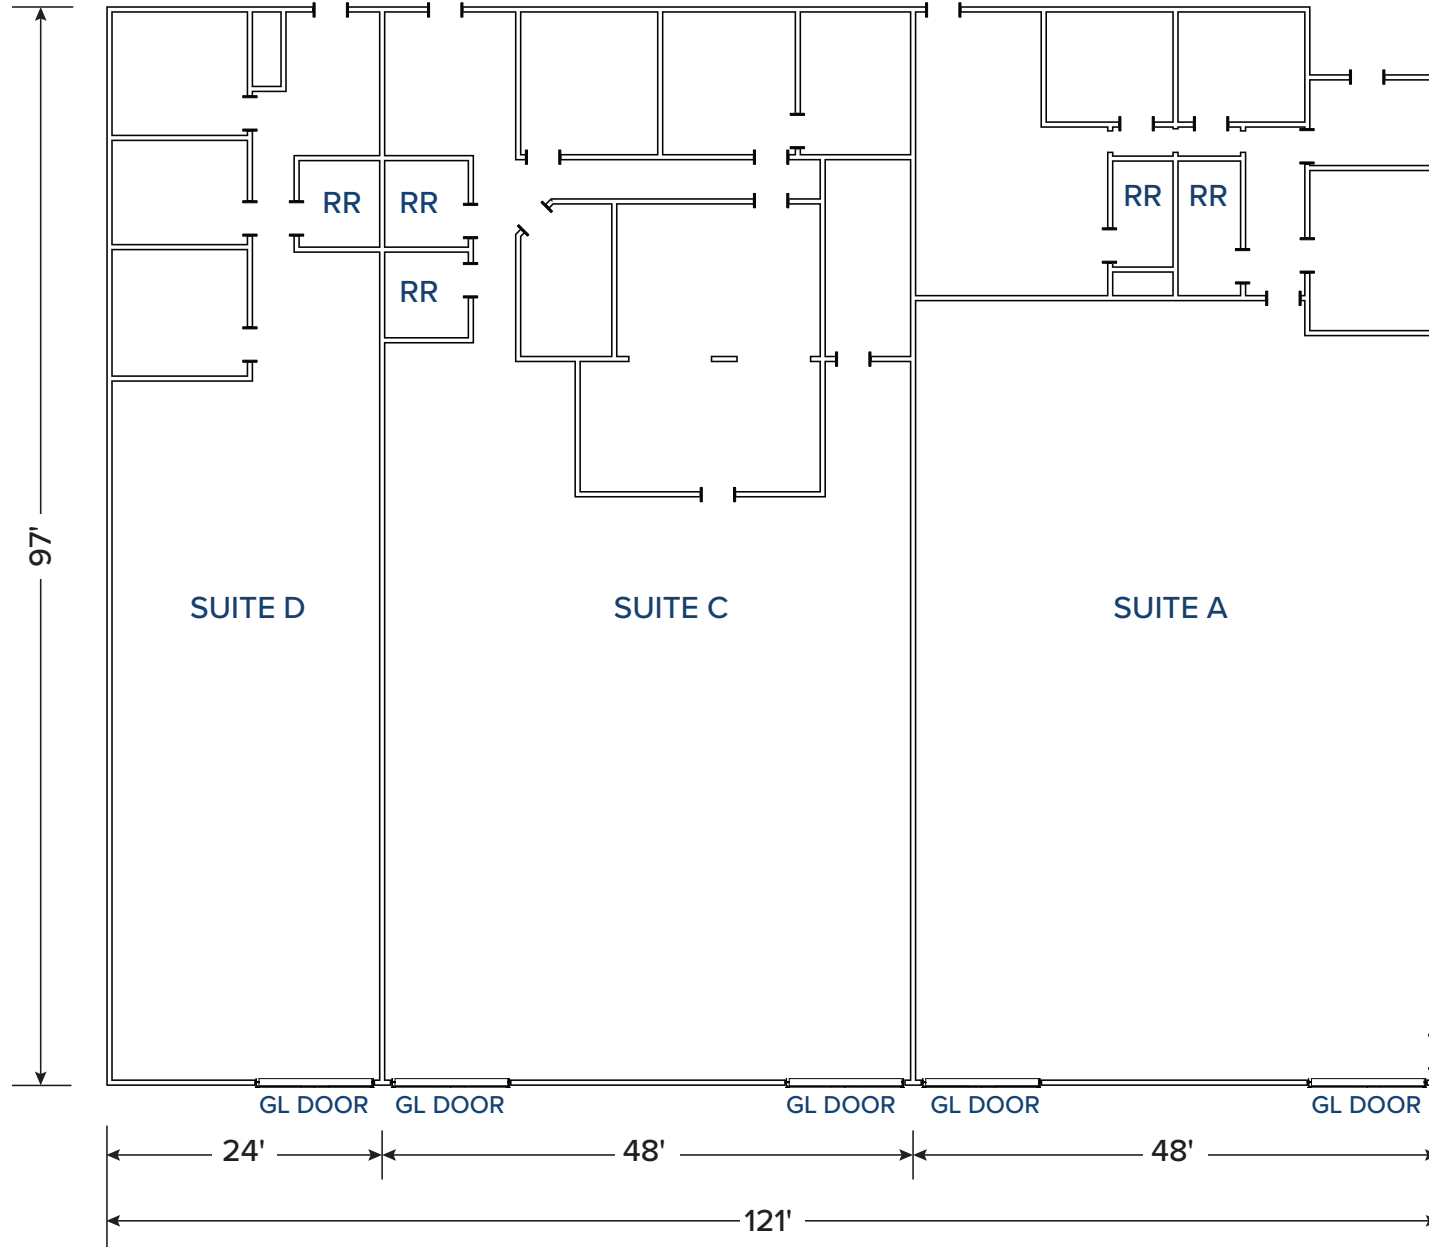 RR
RR
RR
RR
RR
97'
SUITE D
SUITE C
SUITE A
GL DOOR
GL DOOR
GL DOOR
GL DOOR
GL DOOR
24'
48'
48'
121'